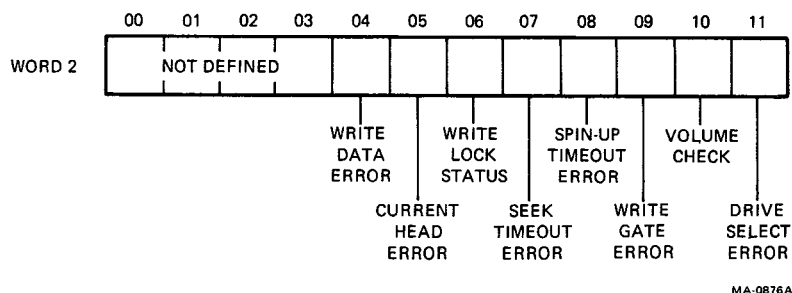 00 01 02 03 04 05 06 07 08 09 10 11
WORD 2 NOT DEFINED
WRITE WRITE SPIN-UP VOLUME
DATA LOCK TIMEOUT CHECK
ERROR STATUS ERROR
CURRENT SEEK WRITE DRIVE
HEAD TIMEOUT GATE SELECT
ERROR ERROR ERROR ERROR
MA-0876A